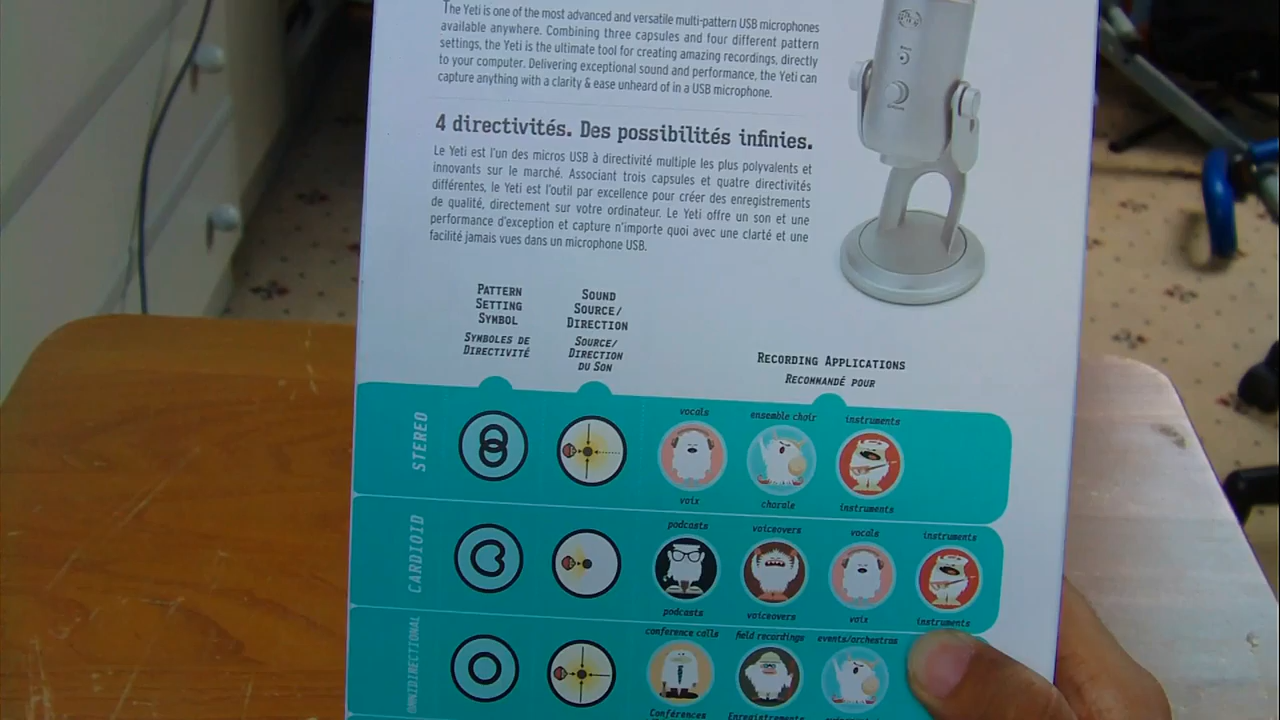 The Yeti is one of the most advanced and versatile multi-pattern USB microphones
available anywhere. Combining three capsules and four different pattern
settings, the Yeti is the ultimate tool for creating amazing recordings, directly
to your computer. Delivering exceptional sound and performance, the Yeti can
capture anything with a clarity & ease unheard of in a USB microphone.
4 directivités. Des possibilités infinies.
Le Yeti est l'un des micros USB à directivité multiple les plus polyvalents et
innovants sur le marché. Associant trois capsules et quatre directivités
différentes, le Yeti est l'outil par excellence pour créer des enregistrements
de qualité, directement sur votre ordinateur. Le Yeti offre un son et une
performance d'exception et capture n'importe quoi avec une clarté et une
facilité jamais vues dans un microphone USB.
PATTERN
SETTING
SYMBOL
SYMBOLES DE
DIRECTIVITÉ
SOUND
SOURCE/
DIRECTION
SOURCE/
DIRECTION
DU SON
RECORDING APPLICATIONS
RECOMMANDÉ POUR
STEREO
vocals ensemble choir instruments
voix chorale instruments
CARDIOID
podcasts voiceovers vocals instruments
podcasts voiceovers voix instruments
OMNIDIRECTIONAL
conference calls field recordings events/orchestras
Conférences Enregistrements